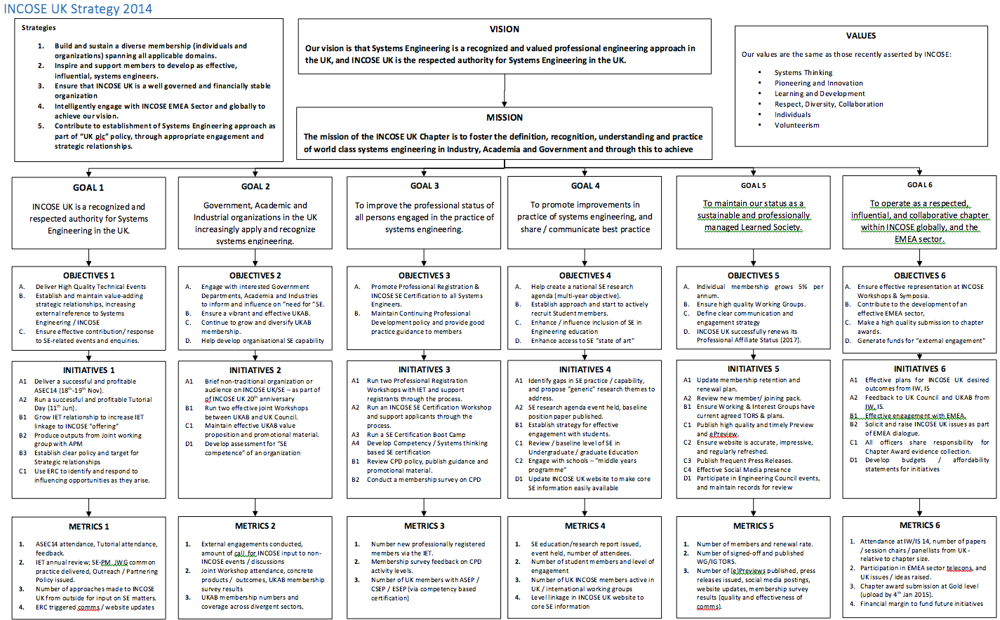 INCOSE UK Strategy 2014
Strategies
1. Build and sustain a diverse membership (individuals and
organizations) spanning all applicable domains.
2. Inspire and support members to develop as effective,
influential, systems engineers.
3. Ensure that INCOSE UK is a well governed and financially stable
organization
4. Intelligently engage with INCOSE EMEA Sector and globally to
achieve our vision.
5. Contribute to establishment of Systems Engineering approach as
part of "UK plc" policy, through appropriate engagement and
strategic relationships.
VISION
Our vision is that Systems Engineering is a recognized and valued professional engineering approach in
the UK, and INCOSE UK is the respected authority for Systems Engineering in the UK.
MISSION
The mission of the INCOSE UK Chapter is to foster the definition, recognition, understanding and practice
of world class systems engineering in Industry, Academia and Government and through this to achieve
VALUES
Our values are the same as those recently asserted by INCOSE:
• Systems Thinking
• Pioneering and Innovation
• Learning and Development
• Respect, Diversity, Collaboration
• Individuals
• Volunteerism
GOAL 1
INCOSE UK is a recognized and
respected authority for Systems
Engineering in the UK.
GOAL 2
Government, Academic and
Industrial organizations in the UK
increasingly apply and recognize
systems engineering.
GOAL 3
To improve the professional status of
all persons engaged in the practice of
systems engineering.
GOAL 4
To promote improvements in
practice of systems engineering, and
share / communicate best practice
GOAL 5
To maintain our status as a
sustainable and professionally
managed Learned Society.
GOAL 6
To operate as a respected,
influential, and collaborative chapter
within INCOSE globally, and the
EMEA sector.
OBJECTIVES 1
A. Deliver High Quality Technical Events
B. Establish and maintain value-adding
strategic relationships, increasing
external reference to Systems
Engineering / INCOSE
C. Ensure effective contribution/ response
to SE-related events and enquiries.
OBJECTIVES 2
A. Engage with interested Government
Departments, Academia and Industries
to inform and influence on "need for "SE.
B. Ensure a vibrant and effective UKAB.
C. Continue to grow and diversify UKAB
membership.
D. Help develop organisational SE capability
OBJECTIVES 3
A. Promote Professional Registration &
INCOSE SE Certification to all Systems
Engineers.
B. Maintain Continuing Professional
Development policy and provide good
practice guidance to members
OBJECTIVES 4
A. Help create a national SE research
agenda (multi-year objective).
B. Establish approach and start to actively
recruit Student members.
C. Enhance / influence inclusion of SE in
Engineering education
D. Enhance access to SE "state of art"
OBJECTIVES 5
A. Individual membership grows 5% per
annum.
B. Ensure high quality Working Groups.
C. Define clear communication and
engagement strategy
D. INCOSE UK successfully renews its
Professional Affiliate Status (2017).
OBJECTIVES 6
A. Ensure effective representation at INCOSE
Workshops & Symposia.
B. Contribute to the development of an
effective EMEA sector,
C. Make a high quality submission to chapter
awards.
D. Generate funds for "external engagement"
INITIATIVES 1
A1 Deliver a successful and profitable
ASEC14 (18th-19th Nov).
A2 Run a successful and profitable Tutorial
Day (11th Jun).
B1 Grow IET relationship to increase IET
linkage to INCOSE "offering"
B2 Produce outputs from Joint working
group with APM
B3 Establish clear policy and target for
Strategic relationships
C1 Use ERC to identify and respond to
influencing opportunities as they arise.
INITIATIVES 2
A1 Brief non-traditional organization or
audience on INCOSE UK/SE – as part of
of INCOSE UK 20th anniversary
B1 Run two effective joint Workshops
between UKAB and UK Council.
C1 Maintain effective UKAB value
proposition and promotional material.
D1 Develop assessment for "SE
competence" of an organization
INITIATIVES 3
A1 Run two Professional Registration
Workshops with IET and support
registrants through the process.
A2 Run an INCOSE SE Certification Workshop
and support applicants through the
process.
A3 Run a SE Certification Boot Camp
A4 Develop Competency / Systems thinking
based SE certification
B1 Review CPD policy, publish guidance and
promotional material.
B2 Conduct a membership survey on CPD
INITIATIVES 4
A1 Identify gaps in SE practice / capability,
and propose "generic" research themes to
address.
A2 SE research agenda event held, baseline
position paper published.
B1 Establish strategy for effective
engagement with students.
C1 Review / baseline level of SE in
Undergraduate / graduate Education
C2 Engage with schools – "middle years
programme"
D1 Update INCOSE UK website to make core
SE information easily available
INITIATIVES 5
A1 Update membership retention and
renewal plan.
A2 Review new member/ joining pack.
B1 Ensure Working & Interest Groups have
current agreed TORS & plans.
C1 Publish high quality and timely Preview
and ePreview.
C2 Ensure website is accurate, impressive,
and regularly refreshed.
C3 Publish frequent Press Releases.
C4 Effective Social Media presence
D1 Participate in Engineering Council events,
and maintain records for review
INITIATIVES 6
A1 Effective plans for INCOSE UK desired
outcomes from IW, IS
A2 Feedback to UK Council and UKAB from
IW, IS.
B1 Effective engagement with EMEA.
B2 Solicit and raise INCOSE UK issues as part
of EMEA dialogue.
C1 All officers share responsibility for
Chapter Award evidence collection.
D1 Develop budgets / affordability
statements for initiatives
METRICS 1
1. ASEC14 attendance, Tutorial attendance,
feedback.
2. IET annual review; SE-PM JWG common
practice delivered, Outreach / Partnering
Policy issued.
3. Number of approaches made to INCOSE
UK from outside for input on SE matters.
4. ERC triggered comms / website updates
METRICS 2
1. External engagements conducted,
amount of call for INCOSE input to non-
INCOSE events / discussions
2. Joint Workshop attendance, concrete
products / outcomes, UKAB membership
survey results
3. UKAB membership numbers and
coverage across divergent sectors,
METRICS 3
1. Number new professionally registered
members via the IET.
2. Membership survey feedback on CPD
activity levels.
3. Number of UK members with ASEP /
CSEP / ESEP (via competency based
certification)
METRICS 4
1. SE education/research report issued,
event held, number of attendees.
2. Number of student members and level of
engagement
3. Number of UK INCOSE members active in
UK / international working groups
4. Level linkage in INCOSE UK website to
core SE information
METRICS 5
1. Number of members and renewal rate.
2. Number of signed-off and published
WG/IG TORS.
3. Number of (e)Previews published, press
releases issued, social media postings,
website updates, membership survey
results (quality and effectiveness of
comms).
METRICS 6
1. Attendance at IW/IS 14, number of papers
/ session chairs / panellists from UK -
relative to chapter size.
2. Participation in EMEA sector telecons, and
UK issues / ideas raised.
3. Chapter award submission at Gold level
(upload by 4th Jan 2015).
4. Financial margin to fund future initiatives